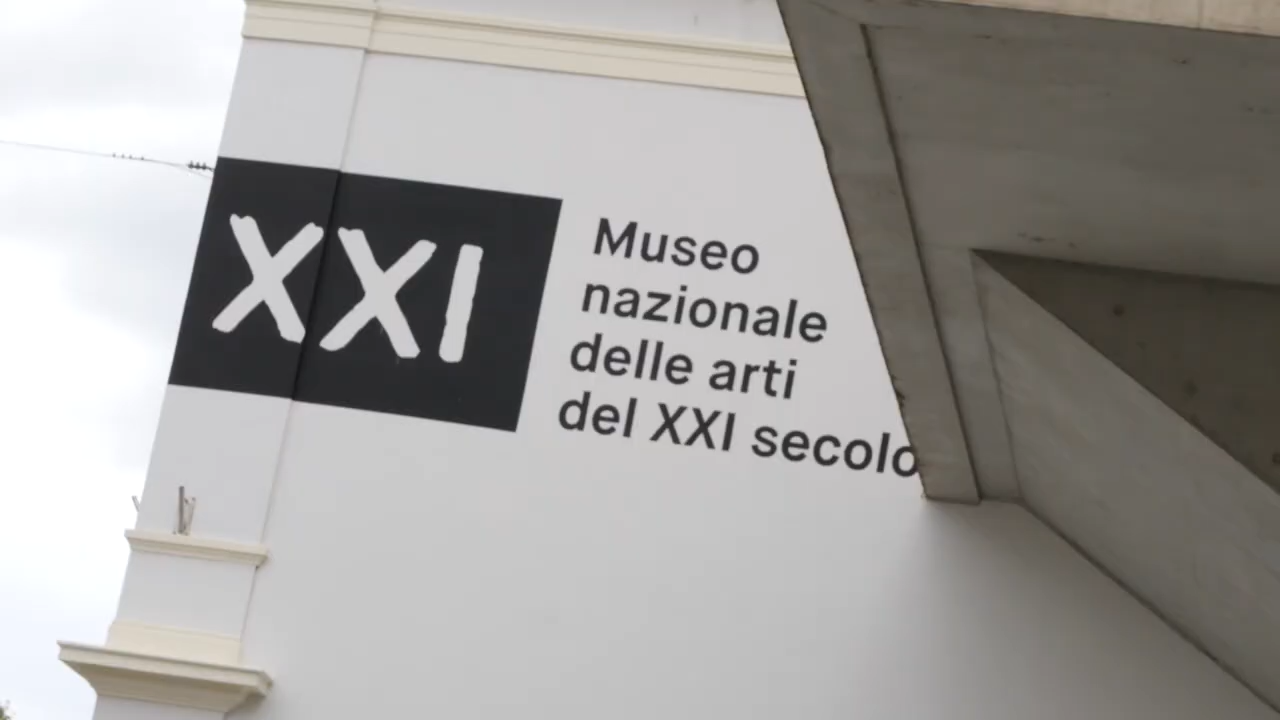 XXI
Museo
nazionale
delle arti
del XXI secolo